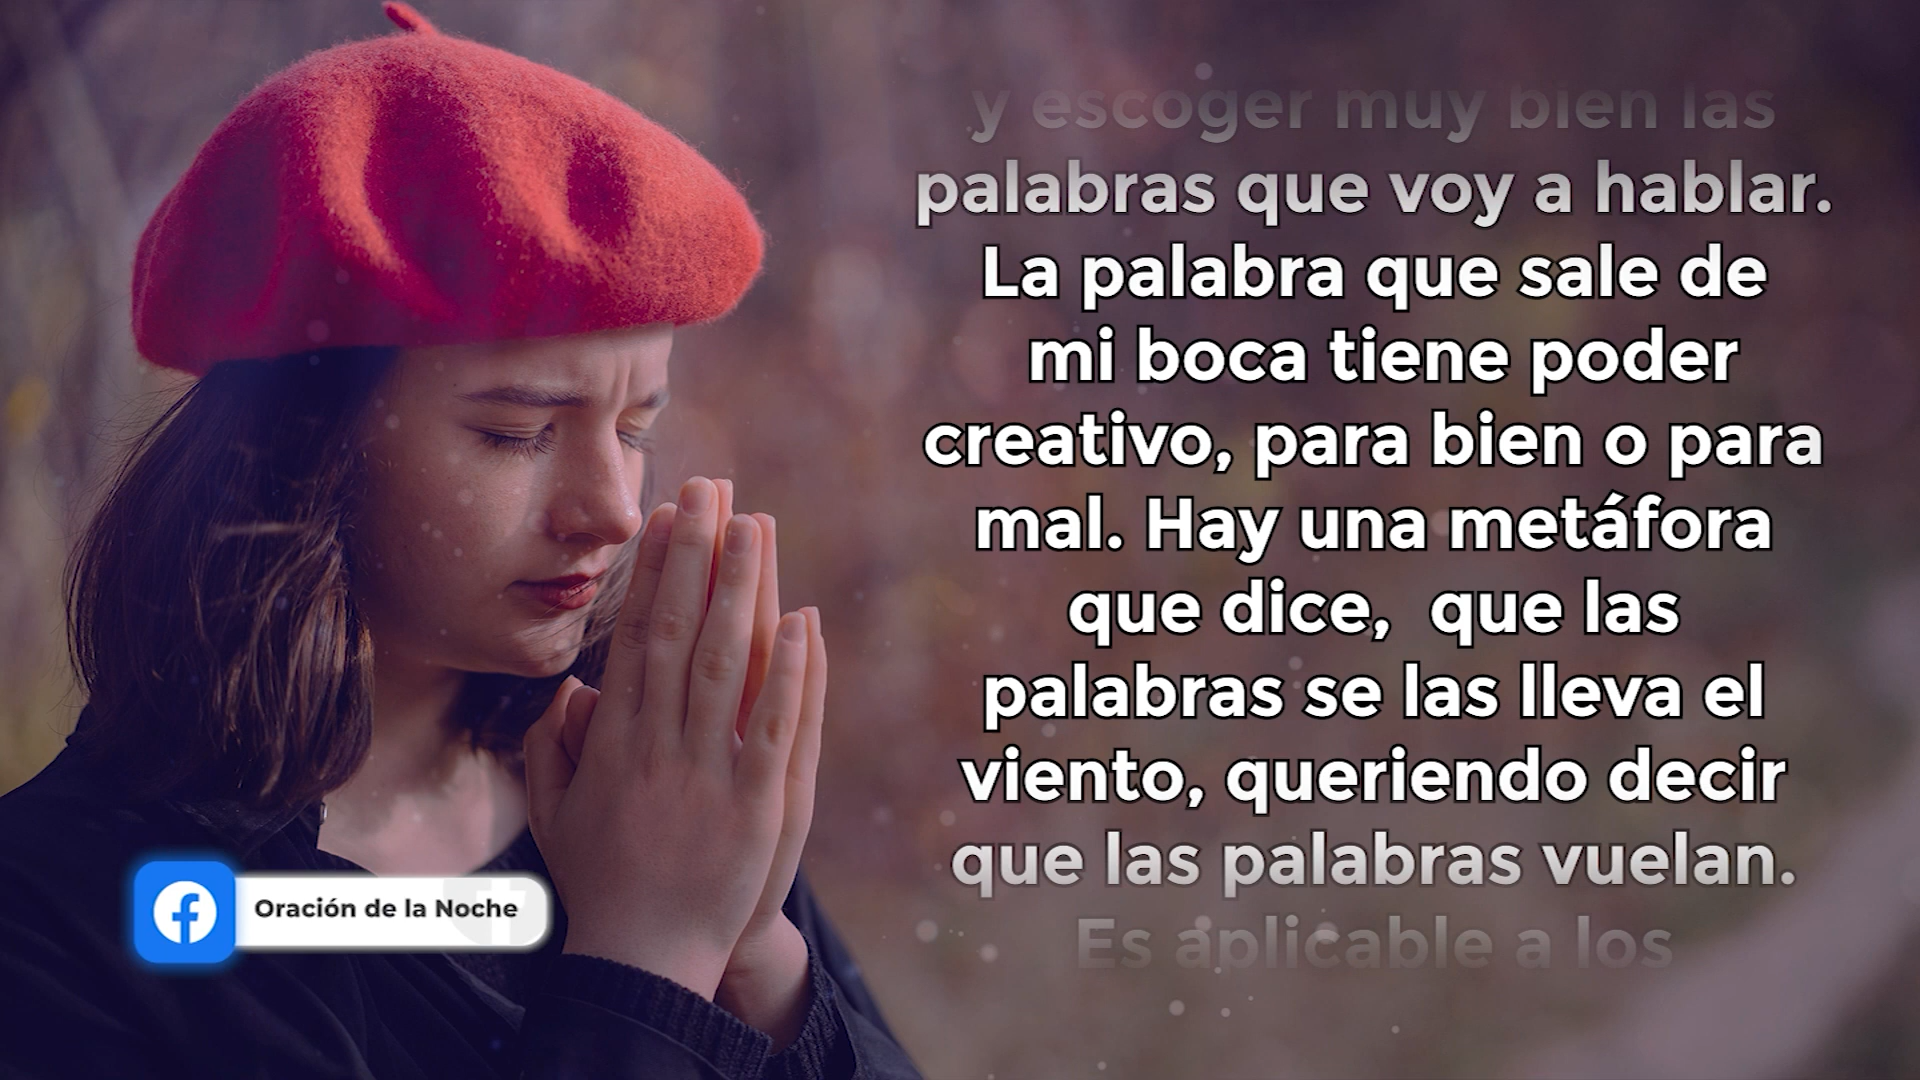 y escoger muy bien las
palabras que voy a hablar.
La palabra que sale de
mi boca tiene poder
creativo, para bien o para
mal. Hay una metáfora
que dice,  que las
palabras se las lleva el
viento, queriendo decir
que las palabras vuelan.
Es aplicable a los
Oración de la Noche